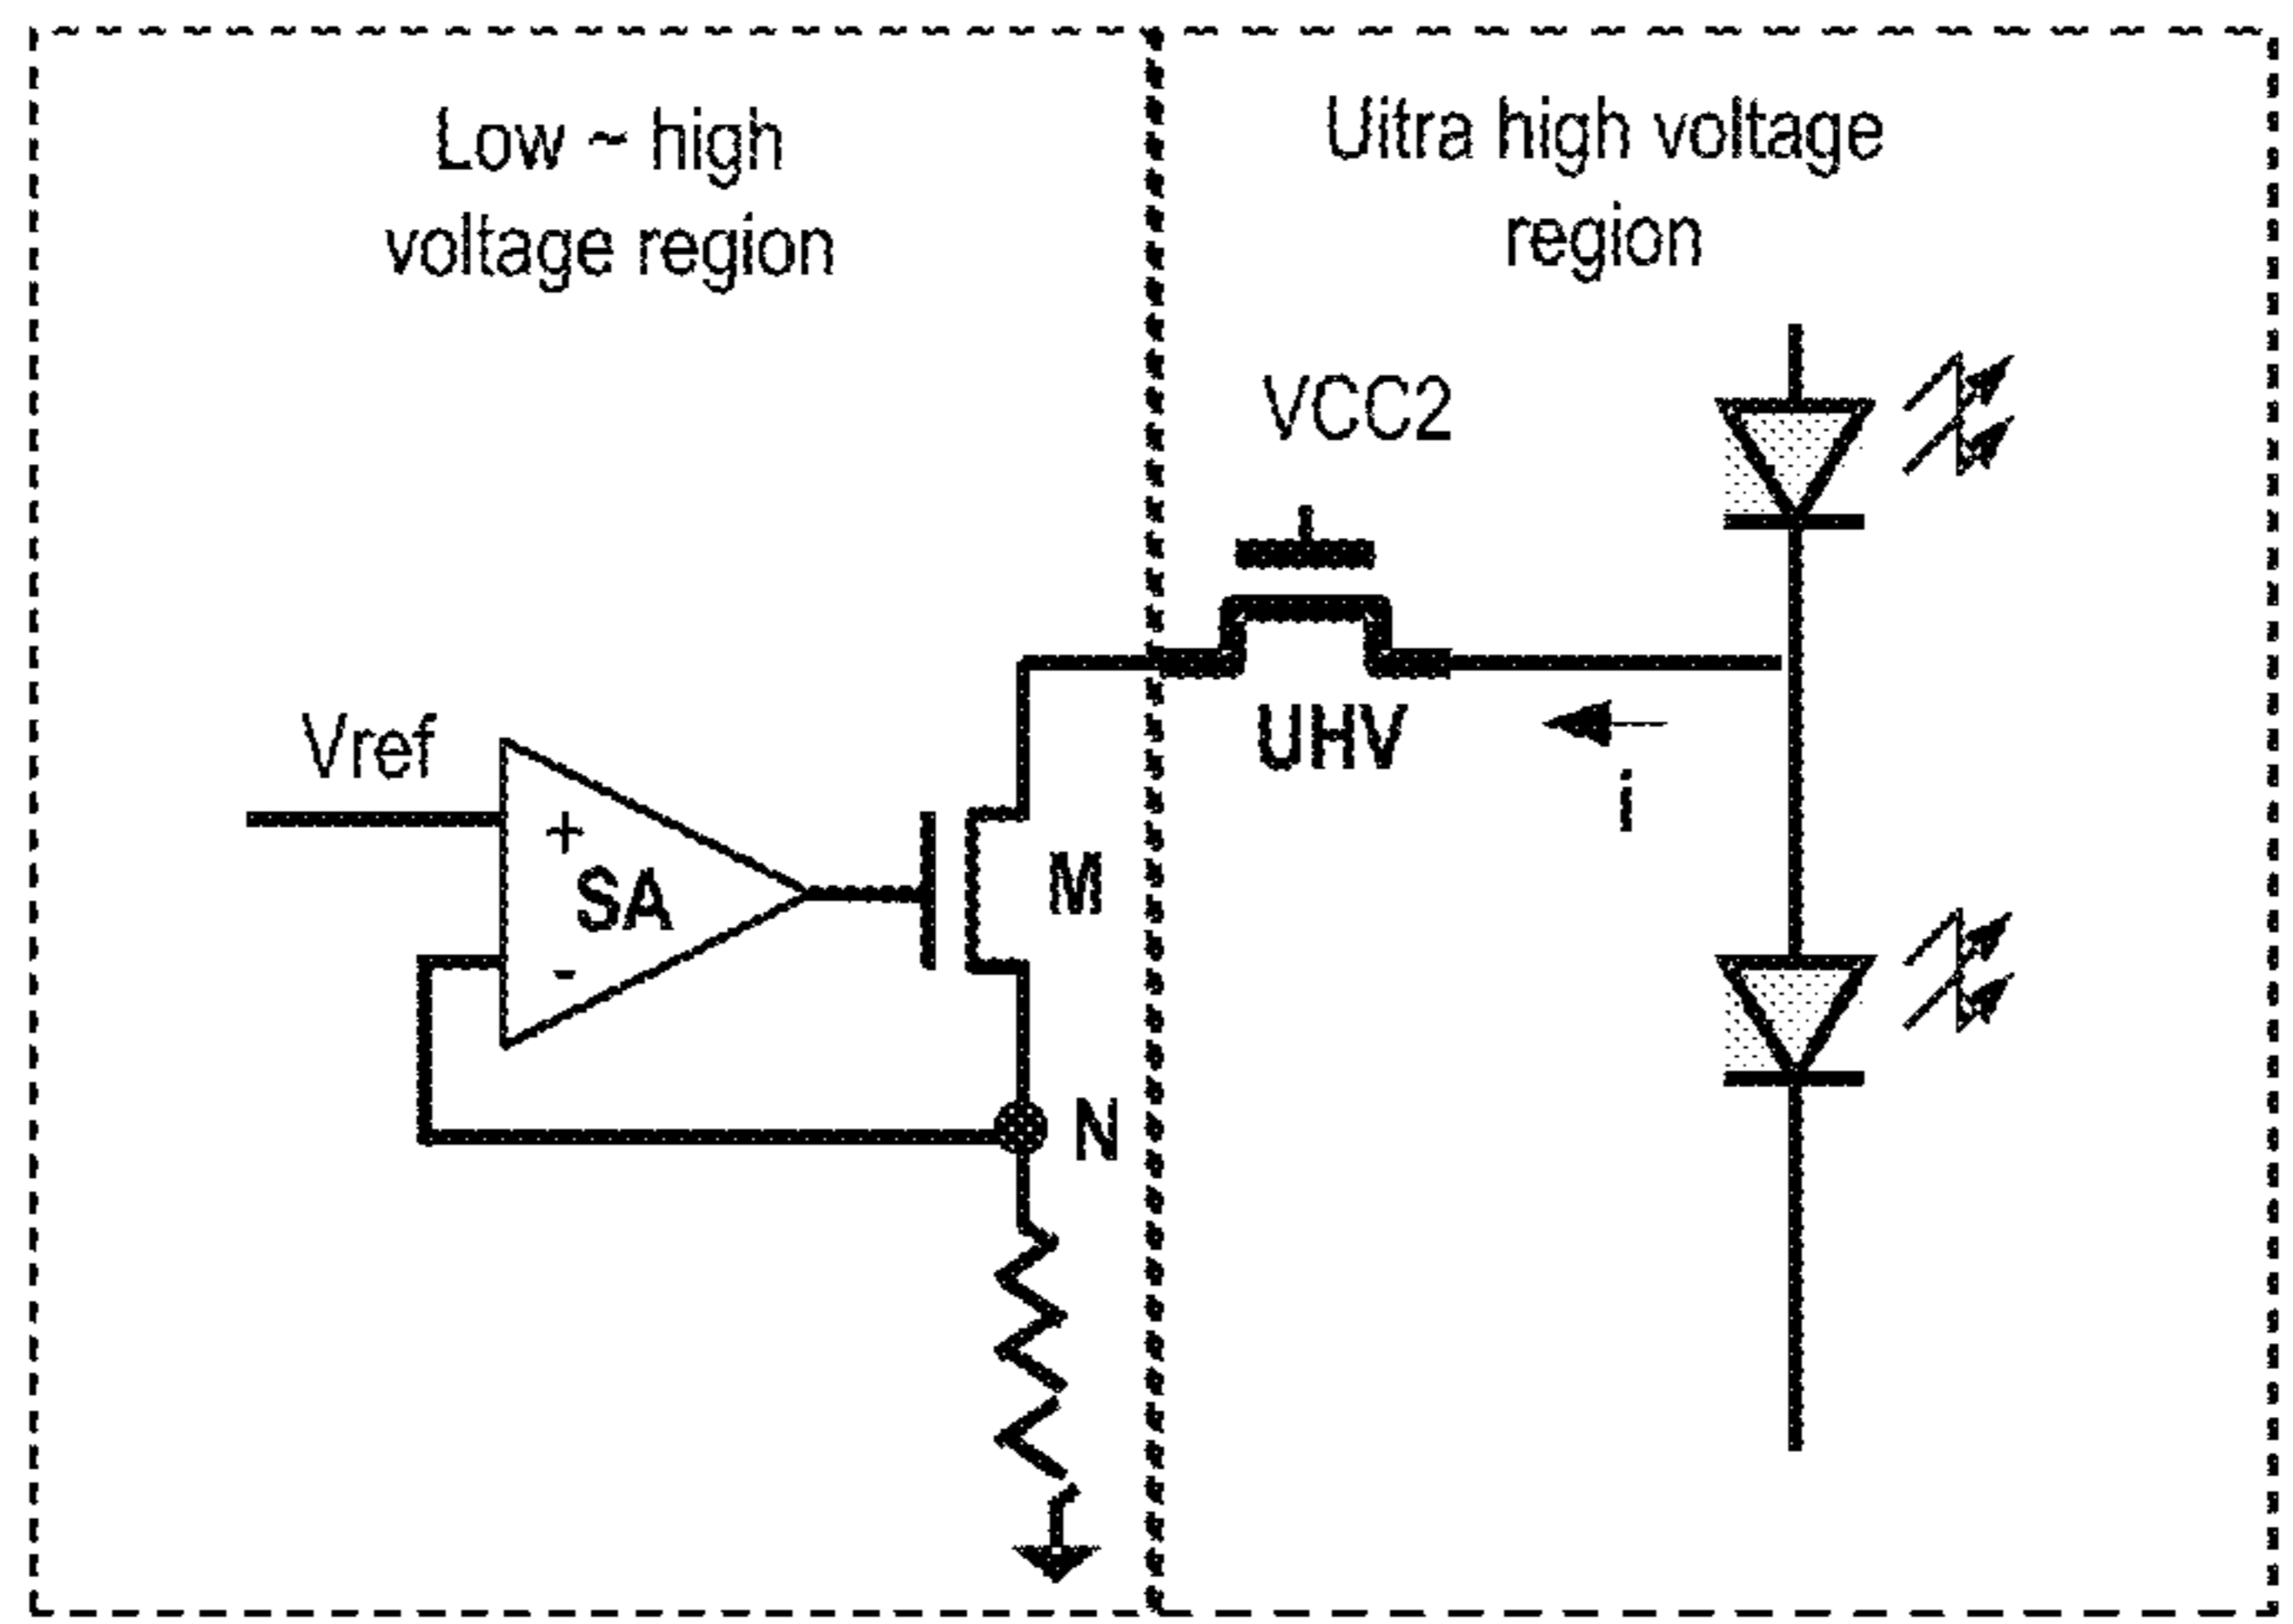 Low ~ high
voltage region
Uitra high voltage
region
VCC2
UHV
i
Vref
+
SA
-
M
N